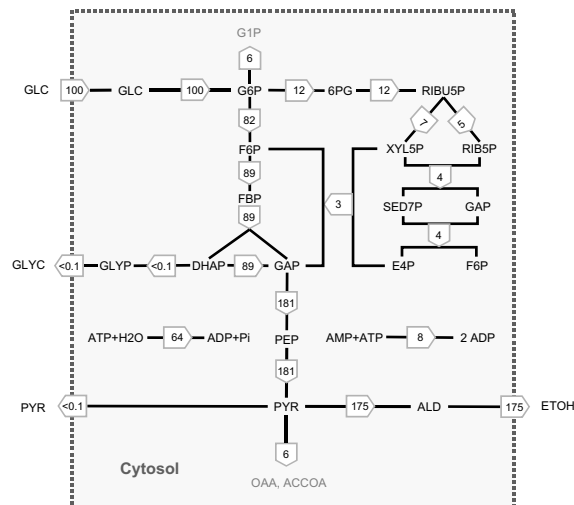 G1P
6
GLC 100 GLC 100 G6P 12 6PG 12 RIBU5P
82 7 5
F6P XYL5P RIB5P
89 4
FBP 3 SED7P GAP
89 4
GLYC <0.1 GLYP <0.1 DHAP 89 GAP E4P F6P
181
ATP+H2O 64 ADP+Pi PEP AMP+ATP 8 2 ADP
181
PYR <0.1 PYR 175 ALD 175 ETOH
6
Cytosol
OAA, ACCOA